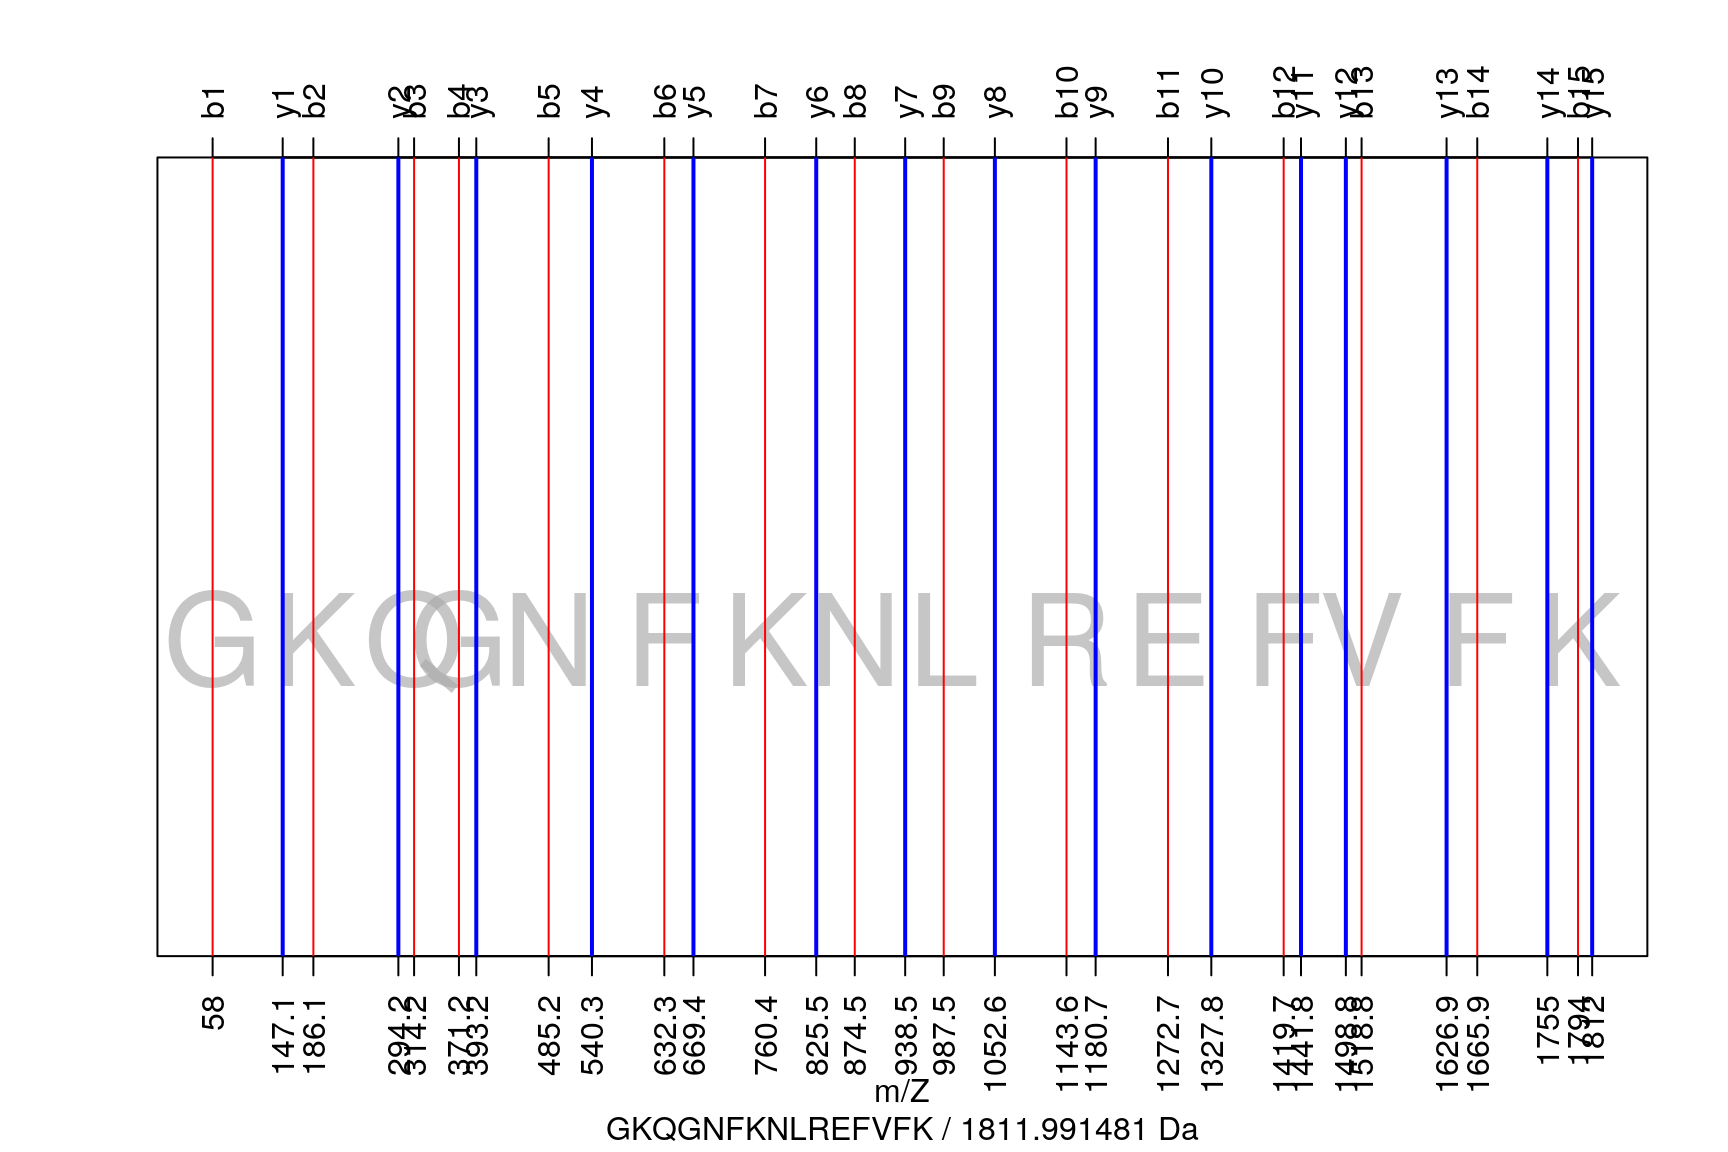 b1 y1 b2 y2 b3 b4 y3 b5 y4 b6 y5 b7 y6 b8 y7 b9 y8 b10 y9 b11 y10 b12 y11 y12 b13 y13 b14 y14 b15 y15
G K Q G N F K N L R E F V F K
58 147.1 186.1 294.2 314.2 371.2 393.2 485.2 540.3 632.3 669.4 760.4 825.5 874.5 938.5 987.5 1052.6 1143.6 1180.7 1272.7 1327.8 1419.7 1441.8 1498.8 1518.8 1626.9 1665.9 1755 1794 1812
m/Z
GKQGNFKNLREFVFK / 1811.991481 Da